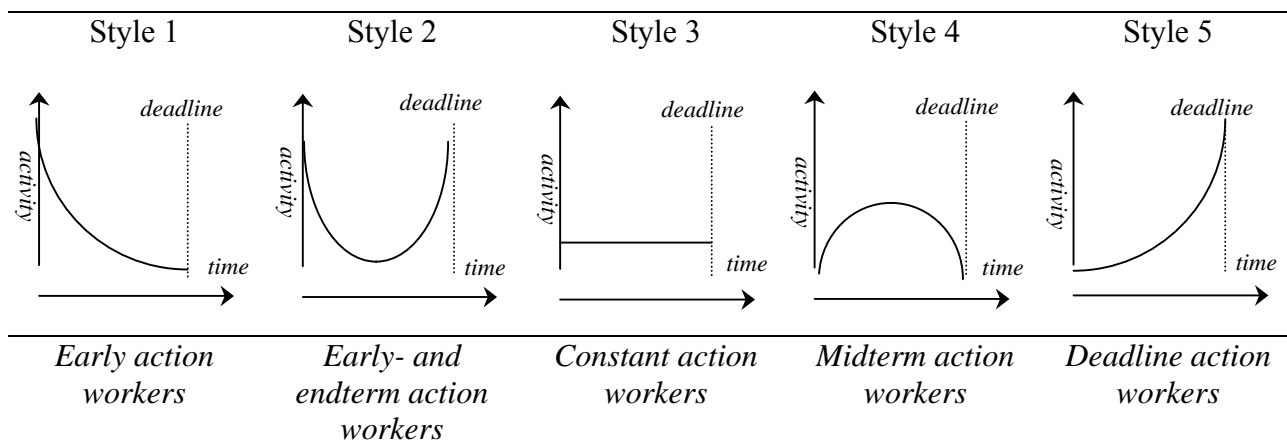 Style 1 Style 2 Style 3 Style 4 Style 5
deadline deadline deadline deadline deadline
activity activity activity activity activity
time time time time time
Early action Early- and Constant action Midterm action Deadline action
workers endterm action workers workers workers
workers